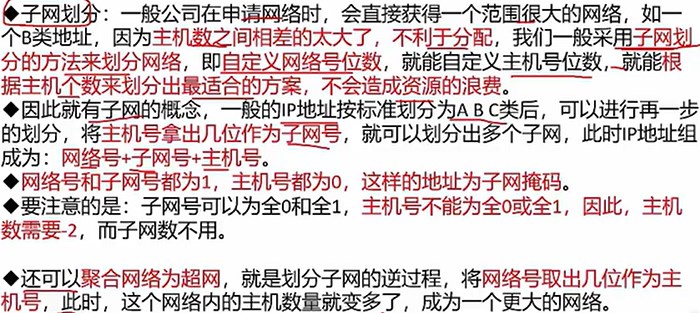 ◆子网划分：一般公司在申请网络时，会直接获得一个范围很大的网络，如一
个B类地址，因为主机数之间相差的太大了，不利于分配，我们一般采用子网划
分的方法来划分网络，即自定义网络号位数，就能自定义主机号位数，就能根
据主机个数来划分出最适合的方案，不会造成资源的浪费。
◆因此就有子网的概念，一般的IP地址按标准划分为A B C类后，可以进行再一步
的划分，将主机号拿出几位作为子网号，就可以划分出多个子网，此时IP地址组
成为：网络号+子网号+主机号。
◆网络号和子网号都为1，主机号都为0，这样的地址为子网掩码。
◆要注意的是：子网号可以为全0和全1，主机号不能为全0或全1，因此，主机
数需要-2，而子网数不用。
◆还可以聚合网络为超网，就是划分子网的逆过程，将网络号取出几位作为主
机号，此时，这个网络内的主机数量就变多了，成为一个更大的网络。